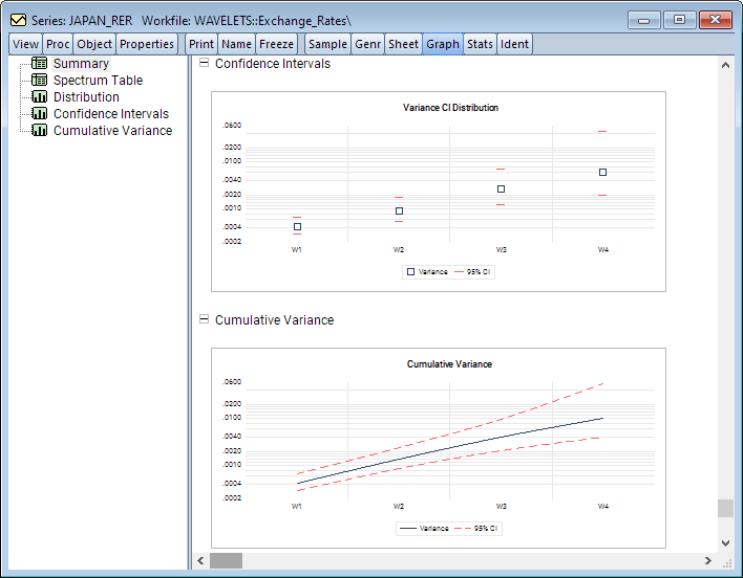 Series: JAPAN_RER Workfile: WAVELETS::Exchange_Rates\
View Proc Object Properties Print Name Freeze Sample Genr Sheet Graph Stats Ident
Summary
Spectrum Table
Distribution
Confidence Intervals
Cumulative Variance
Confidence Intervals
Variance CI Distribution
.0600
.0200
.0100
.0040
.0020
.0010
.0004
.0002
W1 W2 W3 W4
Variance 95% CI
Cumulative Variance
Cumulative Variance
.0600
.0200
.0100
.0040
.0020
.0010
.0004
.0002
W1 W2 W3 W4
Variance 95% CI